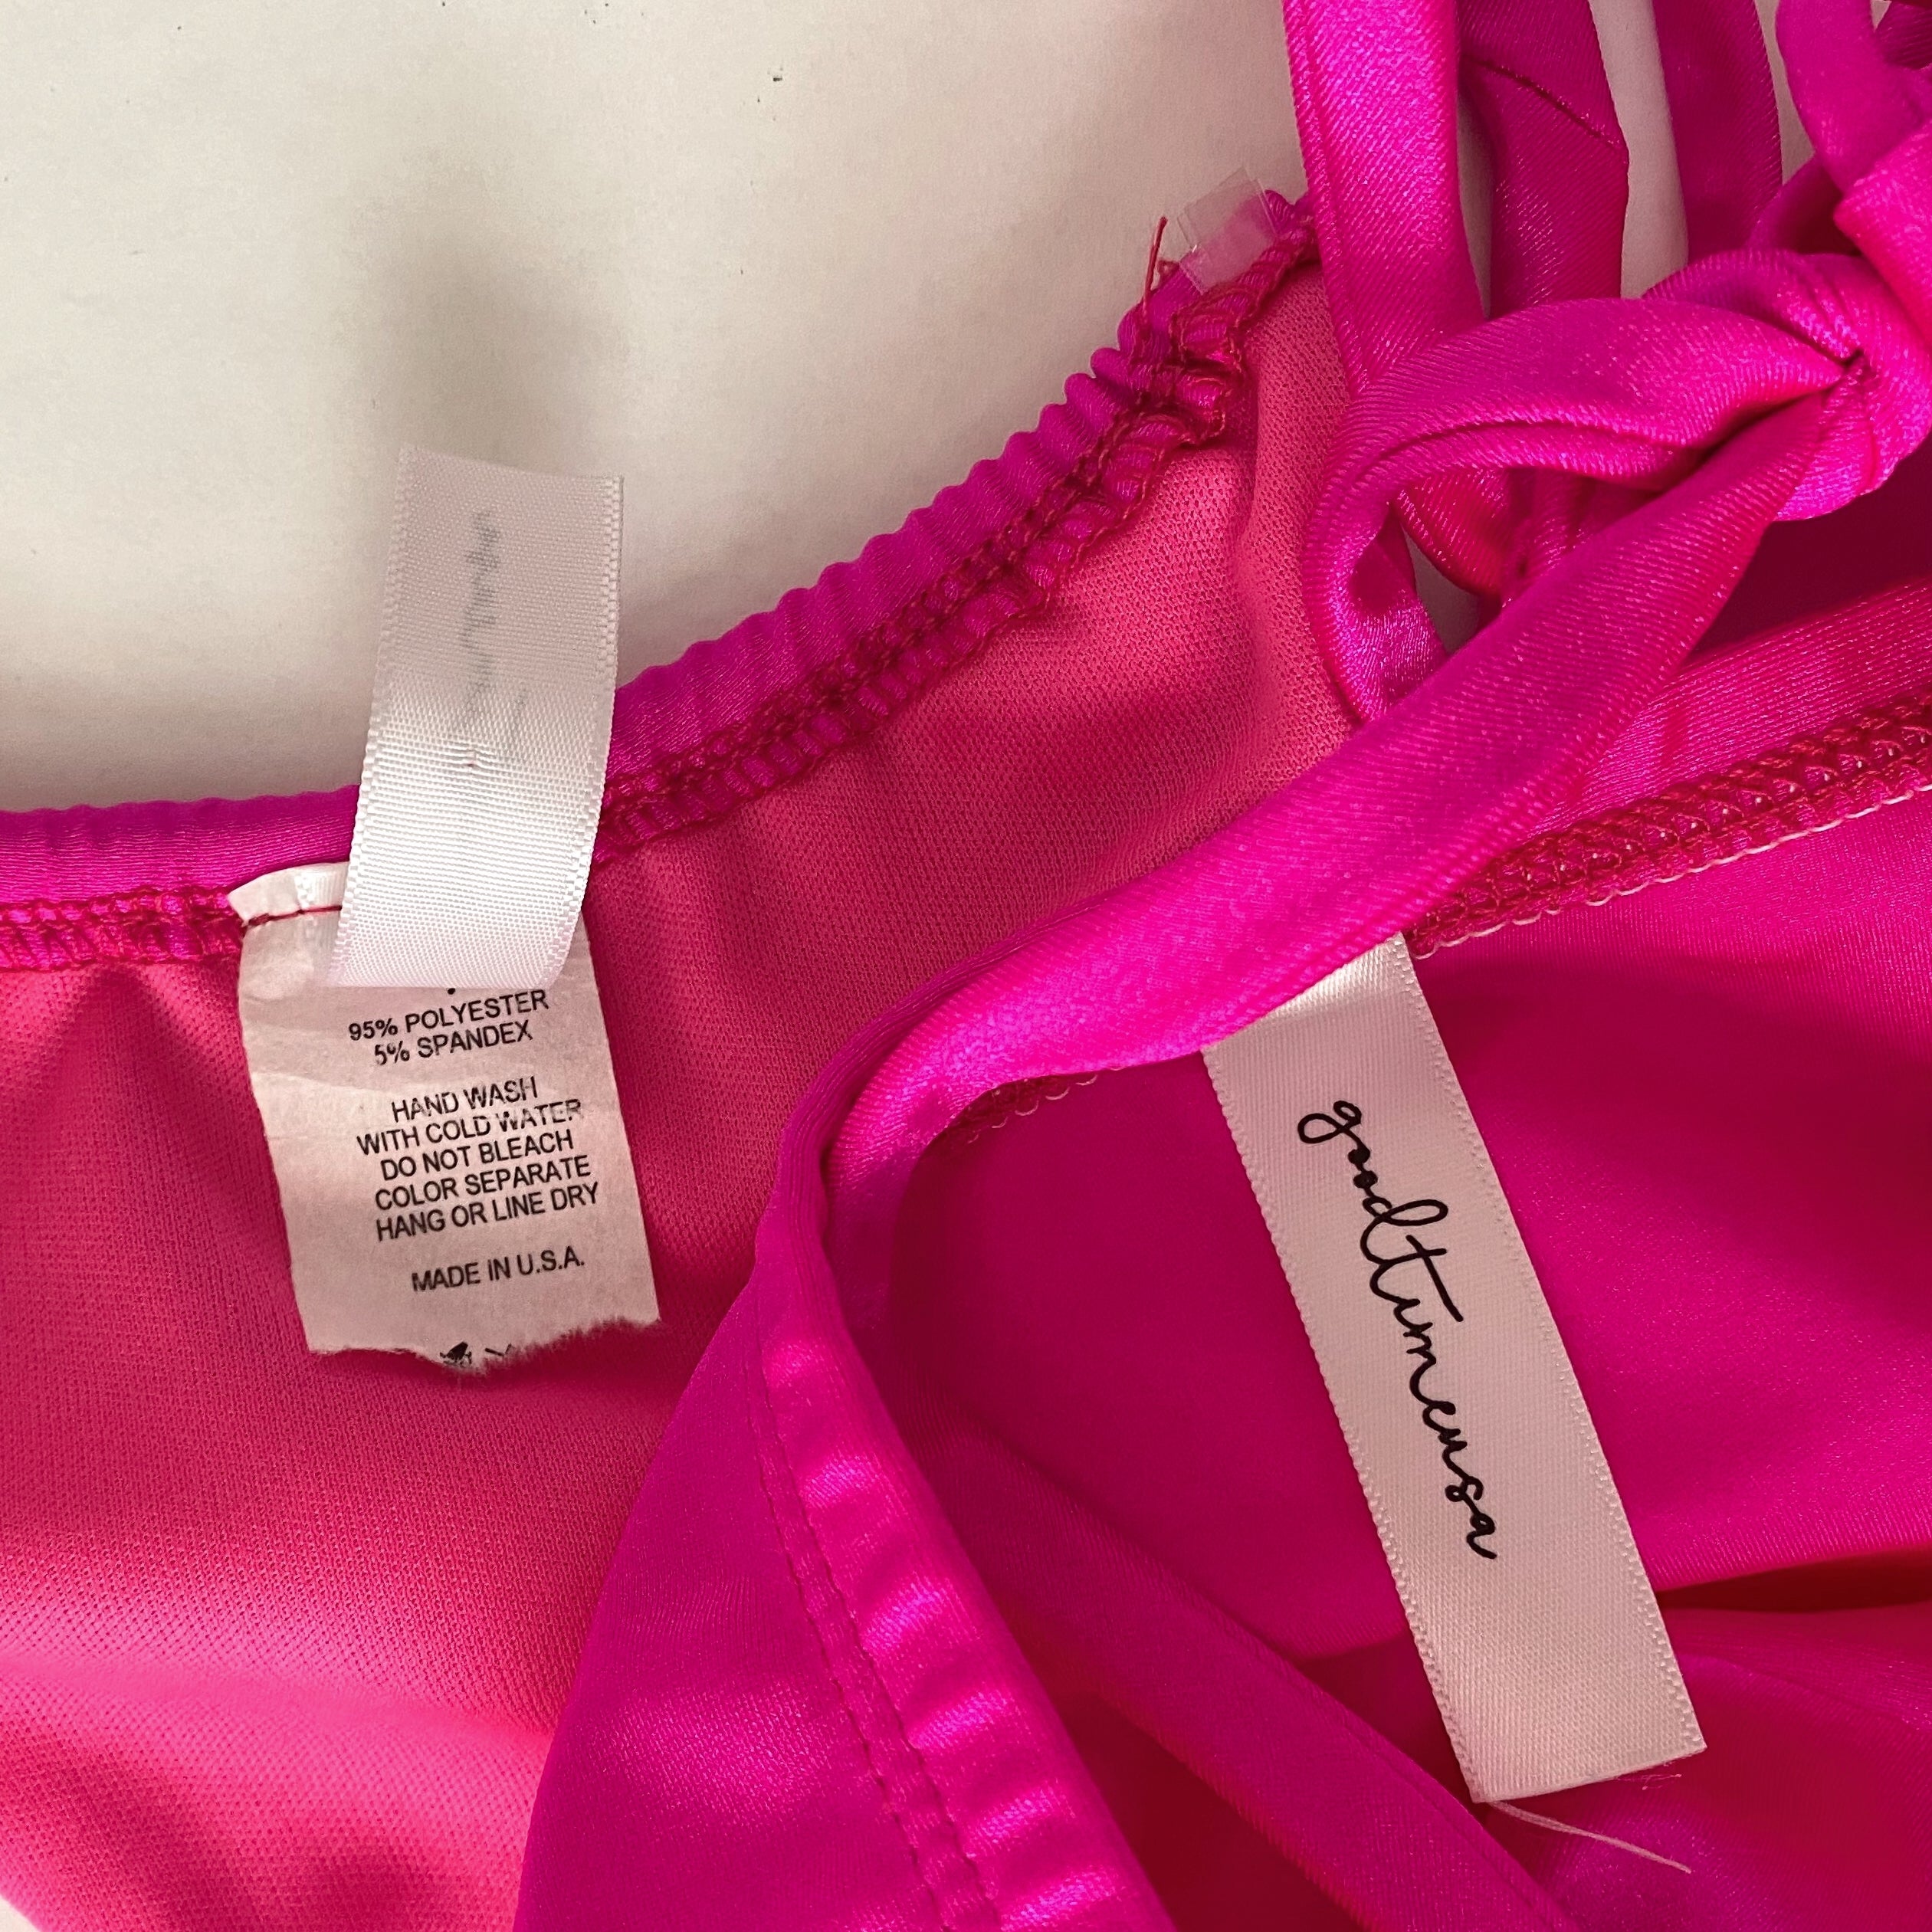 95% POLYESTER
5% SPANDEX
HAND WASH
WITH COLD WATER
DO NOT BLEACH
COLOR SEPARATE
HANG OR LINE DRY
MADE IN U.S.A.
goodtimeusa